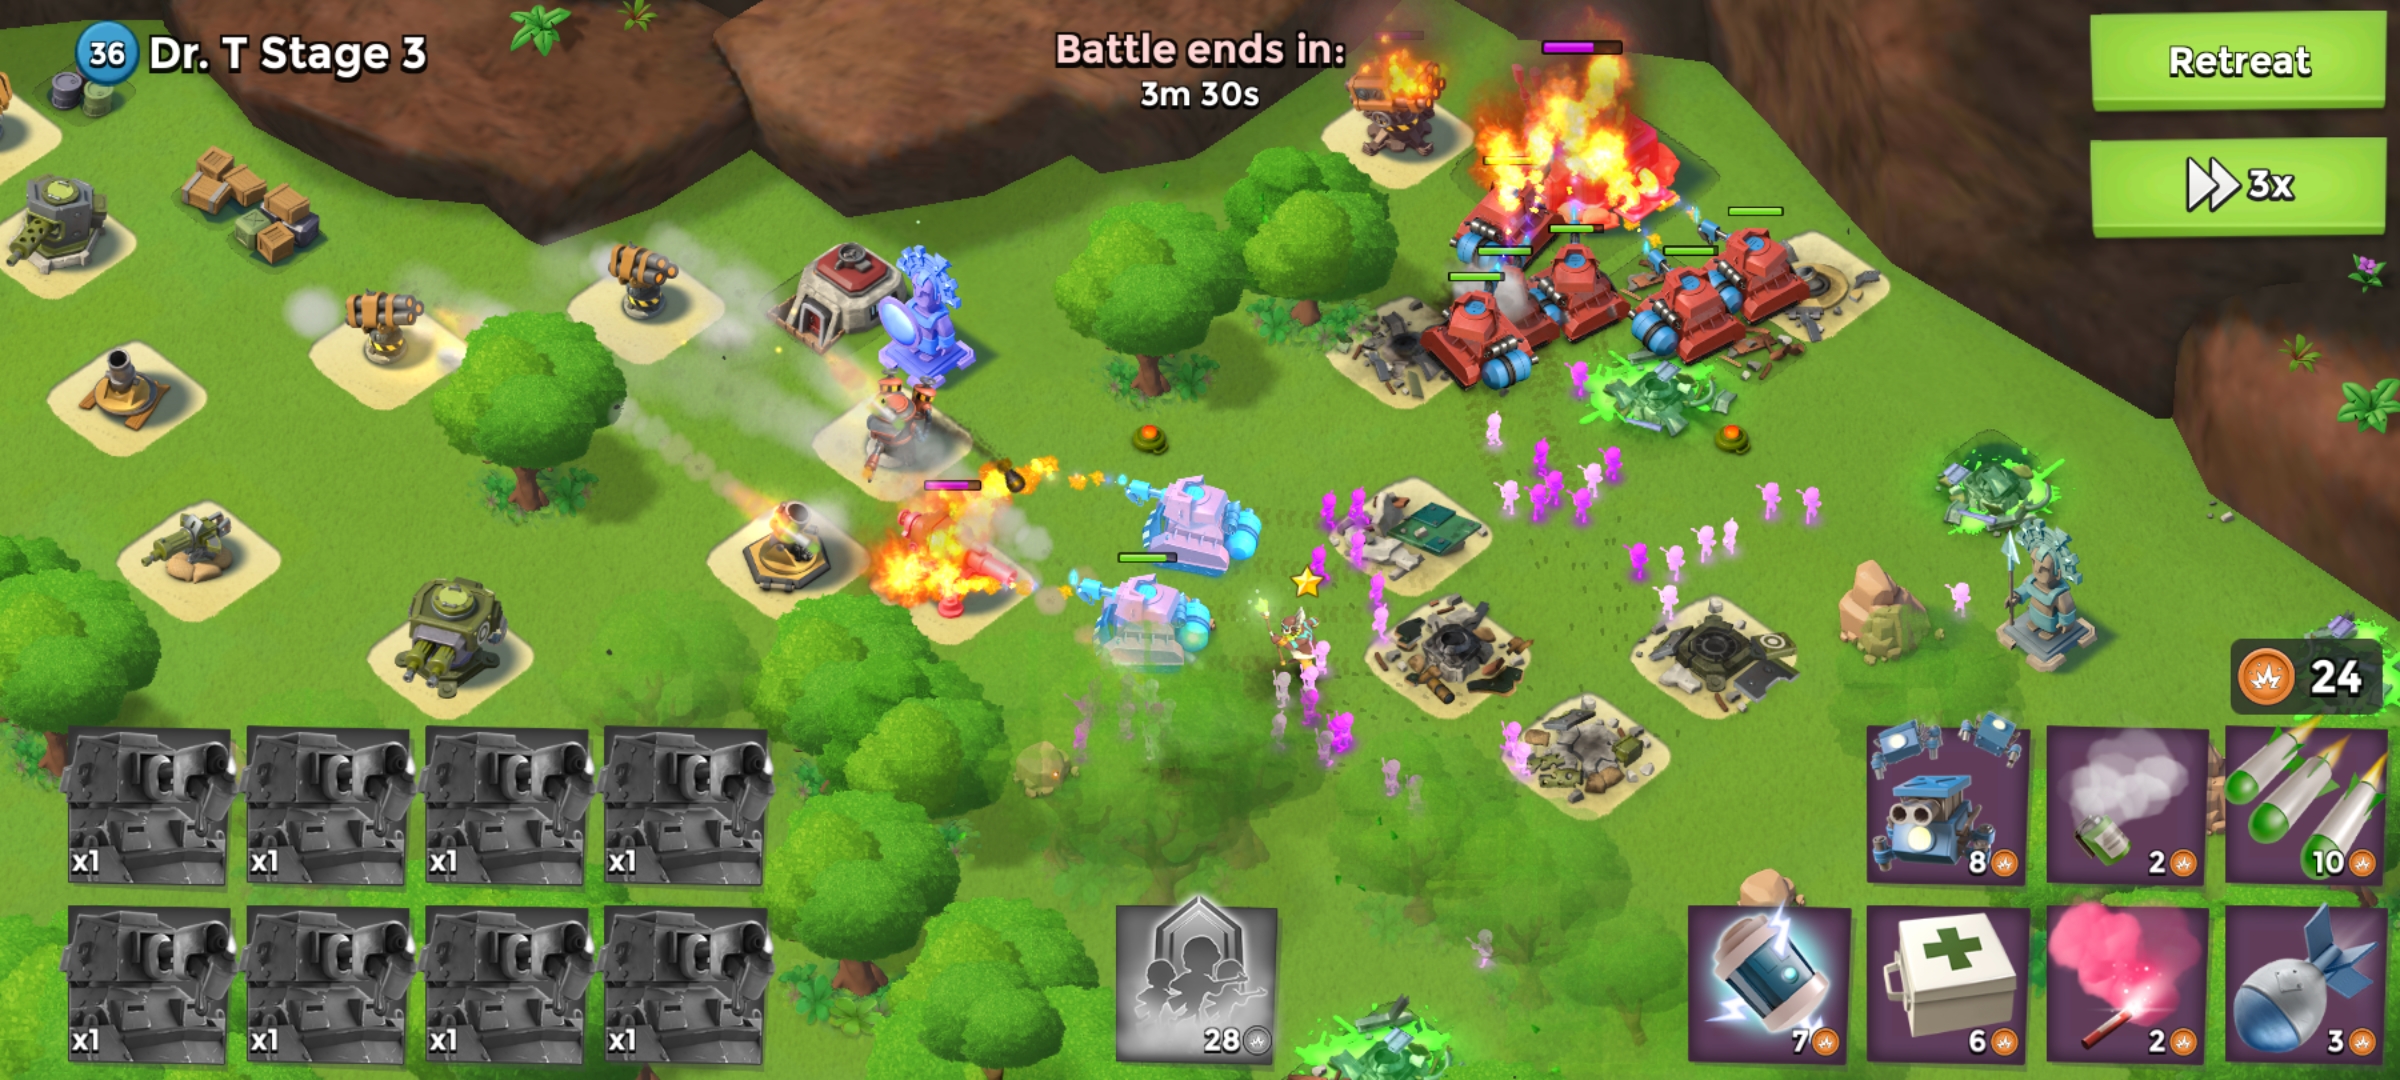 36 Dr. T Stage 3
Battle ends in:
3m 30s
Retreat
3x
24
x1 x1 x1 x1
8 2 10
x1 x1 x1 x1
28 7 6 2 3